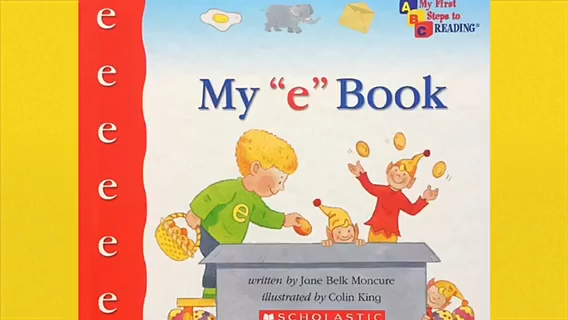 My First
Steps to
READING®
A
B
C
My "e" Book
e
e
e
e
e
e
e
e
written by Jane Belk Moncure
illustrated by Colin King
SCHOLASTIC